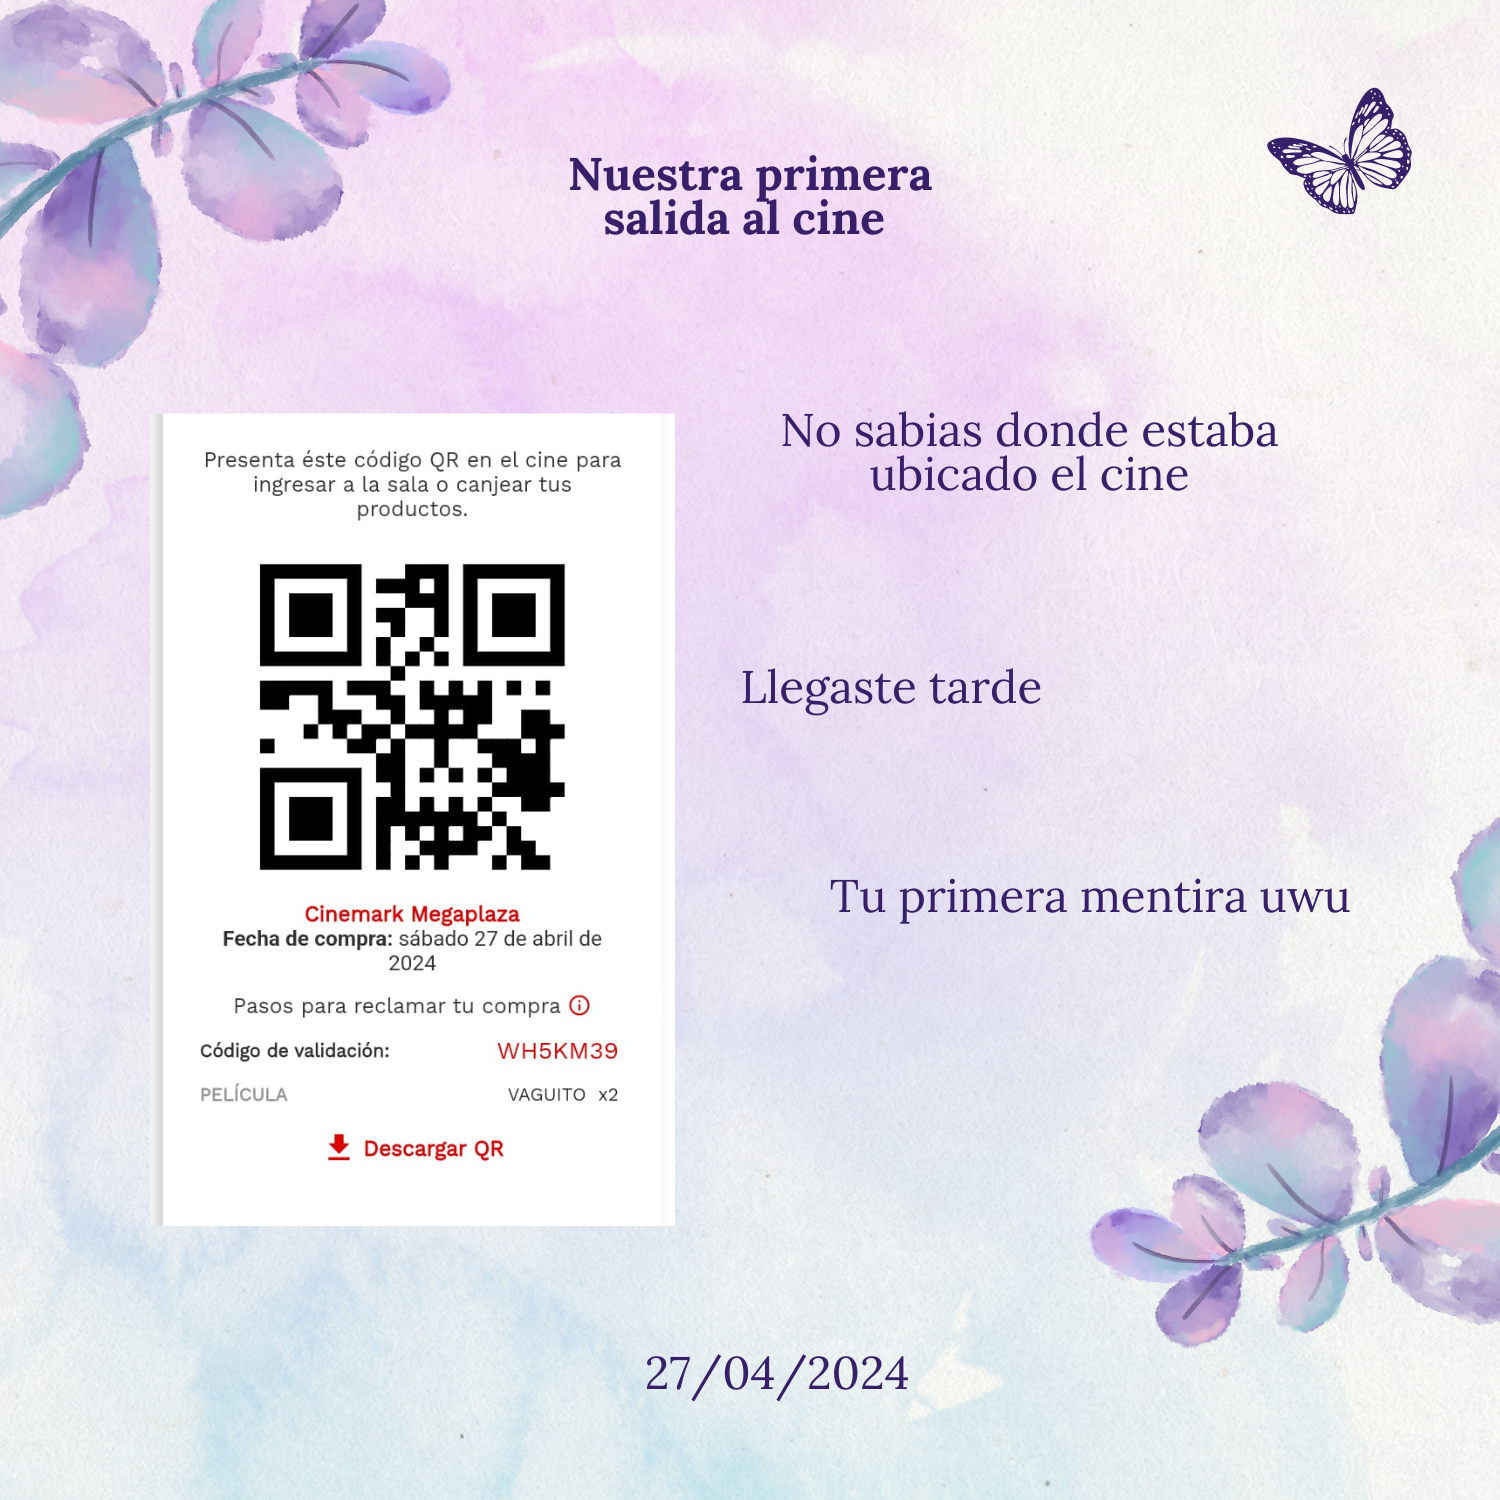 Nuestra primera
salida al cine
Presenta éste código QR en el cine para
ingresar a la sala o canjear tus
productos.
Cinemark Megaplaza
Fecha de compra: sábado 27 de abril de
2024
Pasos para reclamar tu compra
Código de validación: WH5KM39
PELÍCULA VAGUITO x2
Descargar QR
No sabias donde estaba
ubicado el cine
Llegaste tarde
Tu primera mentira uwu
27/04/2024